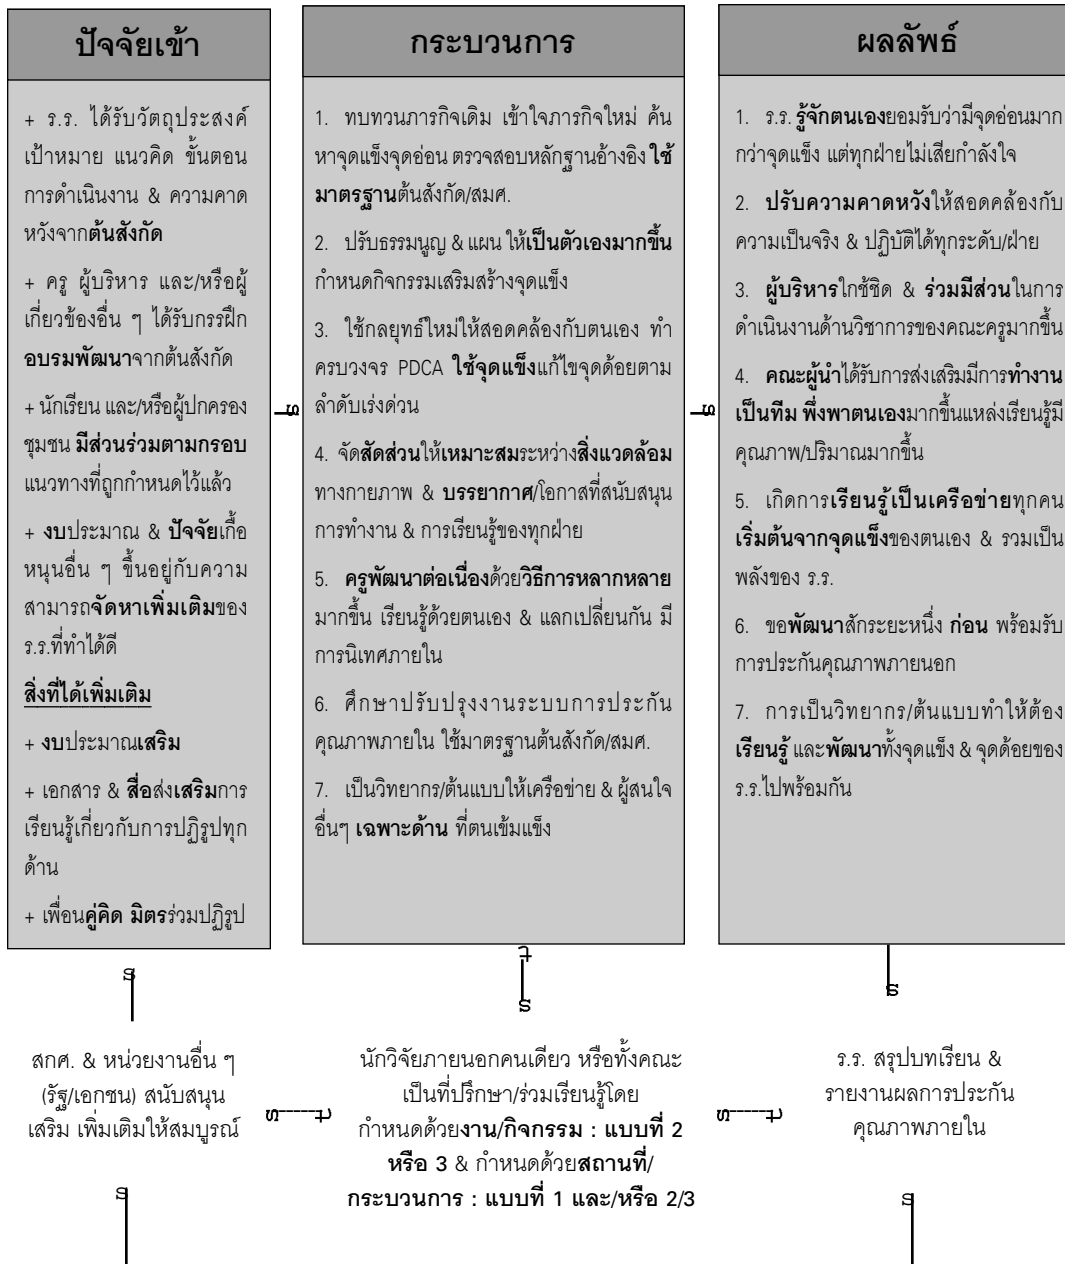 ปัจจัยเข้า
+ ร.ร. ได้รับวัตถุประสงค์
เป้าหมาย แนวคิด ขั้นตอน
การดำเนินงาน & ความคาด
หวังจากต้นสังกัด
+ ครู ผู้บริหาร และ/หรือผู้
เกี่ยวข้องอื่น ๆ ได้รับกรรฝึก
อบรมพัฒนาจากต้นสังกัด
+ นักเรียน และ/หรือผู้ปกครอง
ชุมชน มีส่วนร่วมตามกรอบ
แนวทางที่ถูกกำหนดไว้แล้ว
+ งบประมาณ & ปัจจัยเกื้อ
หนุนอื่น ๆ ขึ้นอยู่กับความ
สามารถจัดหาเพิ่มเติมของ
ร.ร.ที่ทำได้ดี
สิ่งที่ได้เพิ่มเติม
+ งบประมาณเสริม
+ เอกสาร & สื่อส่งเสริมการ
เรียนรู้เกี่ยวกับการปฏิรูปทุก
ด้าน
+ เพื่อนคู่คิด มิตรร่วมปฏิรูป
กระบวนการ
1. ทบทวนภารกิจเดิม เข้าใจภารกิจใหม่ ค้น
หาจุดแข็งจุดอ่อน ตรวจสอบหลักฐานอ้างอิง ใช้
มาตรฐานต้นสังกัด/สมศ.
2. ปรับธรรมนูญ & แผน ให้เป็นตัวเองมากขึ้น
กำหนดกิจกรรมเสริมสร้างจุดแข็ง
3. ใช้กลยุทธ์ใหม่ให้สอดคล้องกับตนเอง ทำ
ครบวงจร PDCA ใช้จุดแข็งแก้ไขจุดด้อยตาม
ลำดับเร่งด่วน
4. จัดสัดส่วนให้เหมาะสมระหว่างสิ่งแวดล้อม
ทางกายภาพ & บรรยากาศ/โอกาสที่สนับสนุน
การทำงาน & การเรียนรู้ของทุกฝ่าย
5. ครูพัฒนาต่อเนื่องด้วยวิธีการหลากหลาย
มากขึ้น เรียนรู้ด้วยตนเอง & แลกเปลี่ยนกัน มี
การนิเทศภายใน
6. ศึกษาปรับปรุงงานระบบการประกัน
คุณภาพภายใน ใช้มาตรฐานต้นสังกัด/สมศ.
7. เป็นวิทยากร/ต้นแบบให้เครือข่าย & ผู้สนใจ
อื่นๆ เฉพาะด้าน ที่ตนเข้มแข็ง
ผลลัพธ์
1. ร.ร. รู้จักตนเองยอมรับว่ามีจุดอ่อนมาก
กว่าจุดแข็ง แต่ทุกฝ่ายไม่เสียกำลังใจ
2. ปรับความคาดหวังให้สอดคล้องกับ
ความเป็นจริง & ปฏิบัติได้ทุกระดับ/ฝ่าย
3. ผู้บริหารใกช้ชิด & ร่วมมีส่วนในการ
ดำเนินงานด้านวิชาการของคณะครูมากขึ้น
4. คณะผู้นำได้รับการส่งเสริมมีการทำงาน
เป็นทีม พึ่งพาตนเองมากขึ้นแหล่งเรียนรู้มี
คุณภาพ/ปริมาณมากขึ้น
5. เกิดการเรียนรู้เป็นเครือข่ายทุกคน
เริ่มต้นจากจุดแข็งของตนเอง & รวมเป็น
พลังของ ร.ร.
6. ขอพัฒนาสักระยะหนึ่ง ก่อน พร้อมรับ
การประกันคุณภาพภายนอก
7. การเป็นวิทยากร/ต้นแบบทำให้ต้อง
เรียนรู้ และพัฒนาทั้งจุดแข็ง & จุดด้อยของ
ร.ร.ไปพร้อมกัน
สกศ. & หน่วยงานอื่น ๆ
(รัฐ/เอกชน) สนับสนุน
เสริม เพิ่มเติมให้สมบูรณ์
นักวิจัยภายนอกคนเดียว หรือทั้งคณะ
เป็นที่ปรึกษา/ร่วมเรียนรู้โดย
กำหนดด้วยงาน/กิจกรรม : แบบที่ 2
หรือ 3 & กำหนดด้วยสถานที่/
กระบวนการ : แบบที่ 1 และ/หรือ 2/3
ร.ร. สรุปบทเรียน &
รายงานผลการประกัน
คุณภาพภายใน